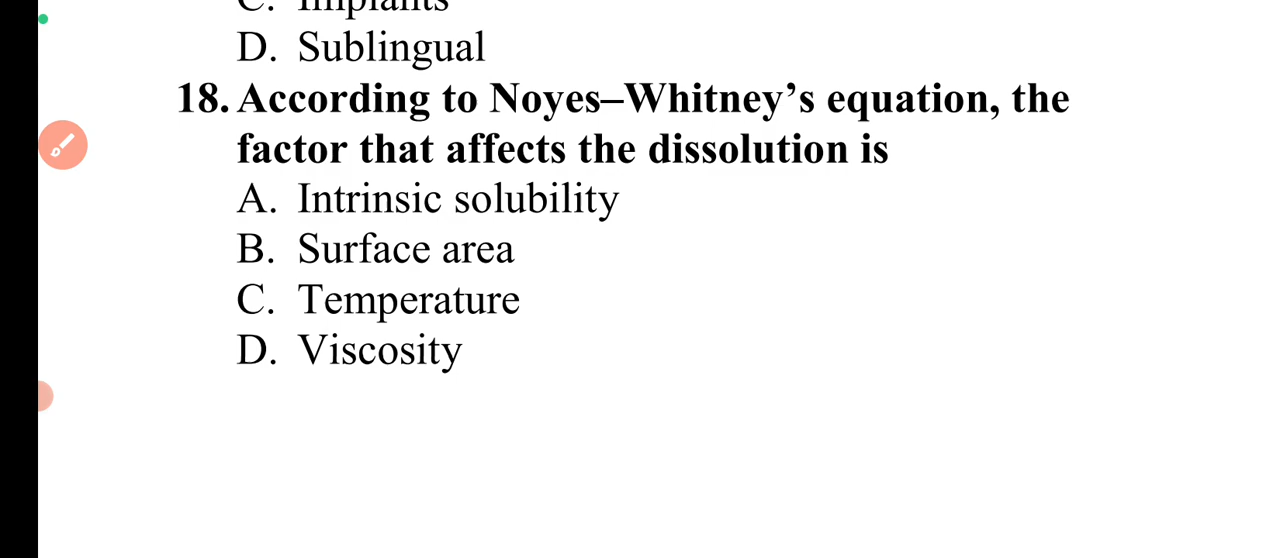 C. Implants
D. Sublingual
18. According to Noyes–Whitney’s equation, the
factor that affects the dissolution is
A. Intrinsic solubility
B. Surface area
C. Temperature
D. Viscosity